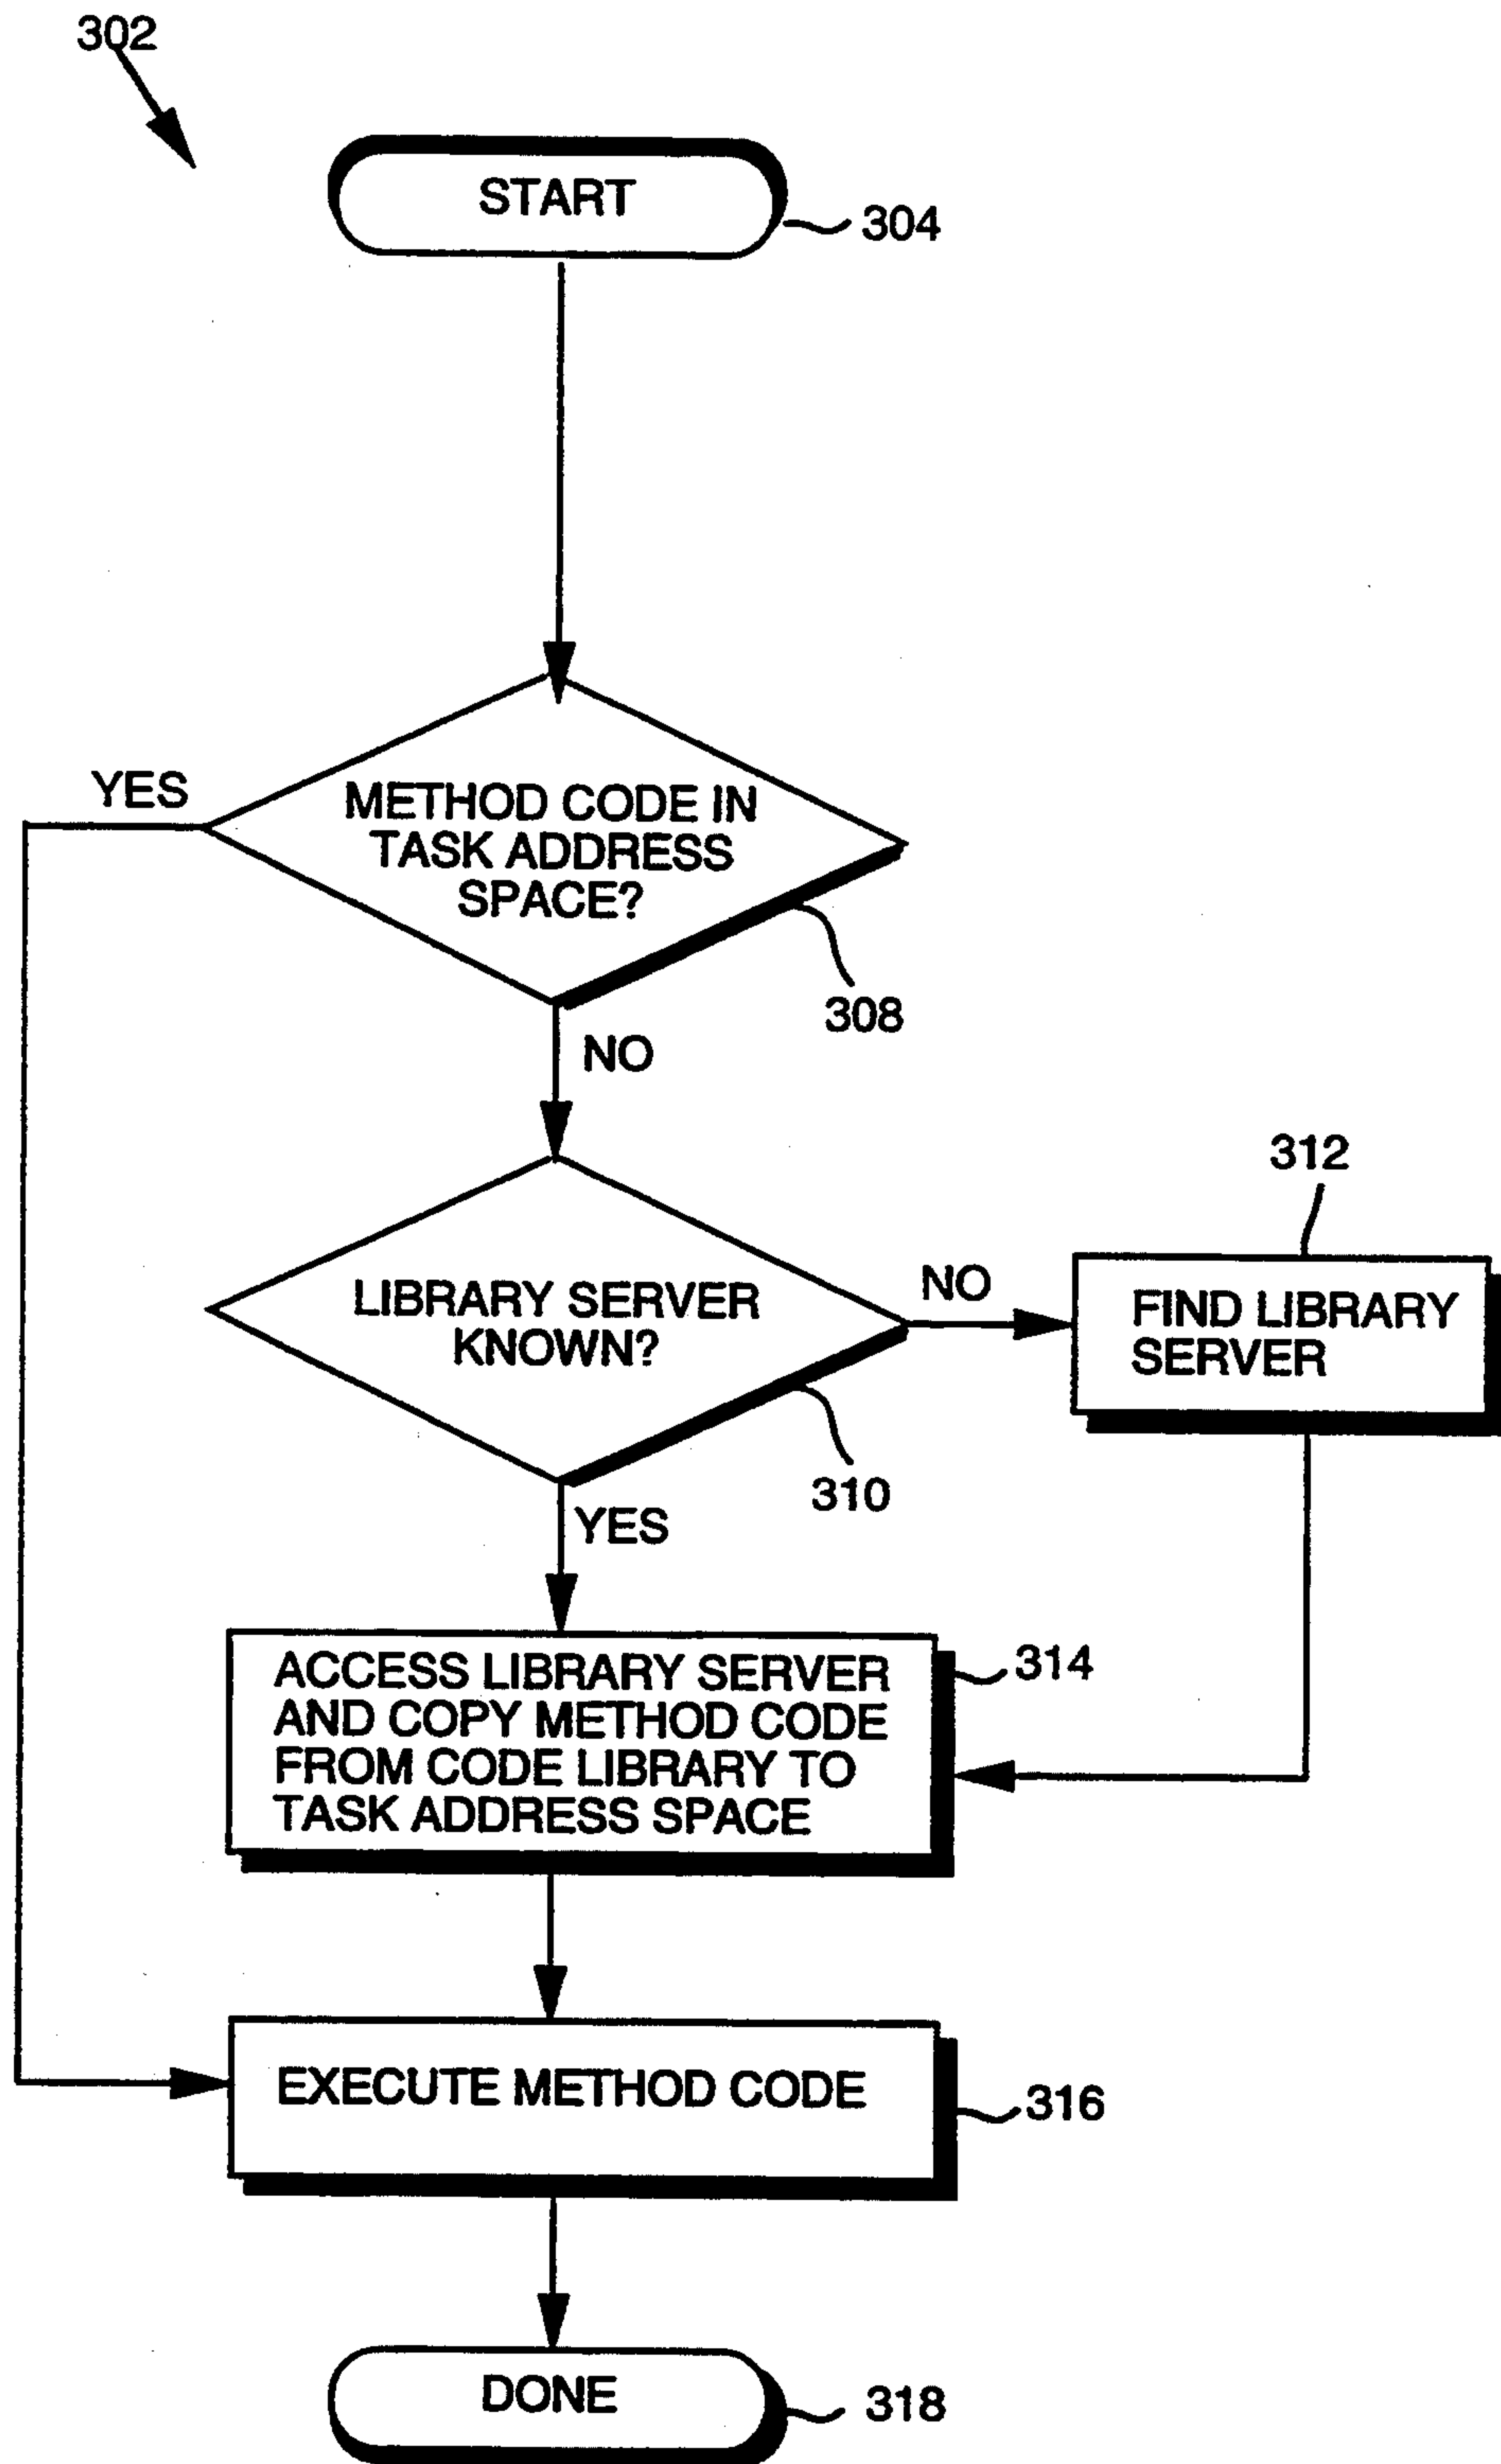 302
START
304
YES
METHOD CODE IN
TASK ADDRESS
SPACE?
308
NO
312
LIBRARY SERVER
KNOWN?
NO
FIND LIBRARY
SERVER
310
YES
ACCESS LIBRARY SERVER
AND COPY METHOD CODE
FROM CODE LIBRARY TO
TASK ADDRESS SPACE
314
EXECUTE METHOD CODE
316
DONE
318